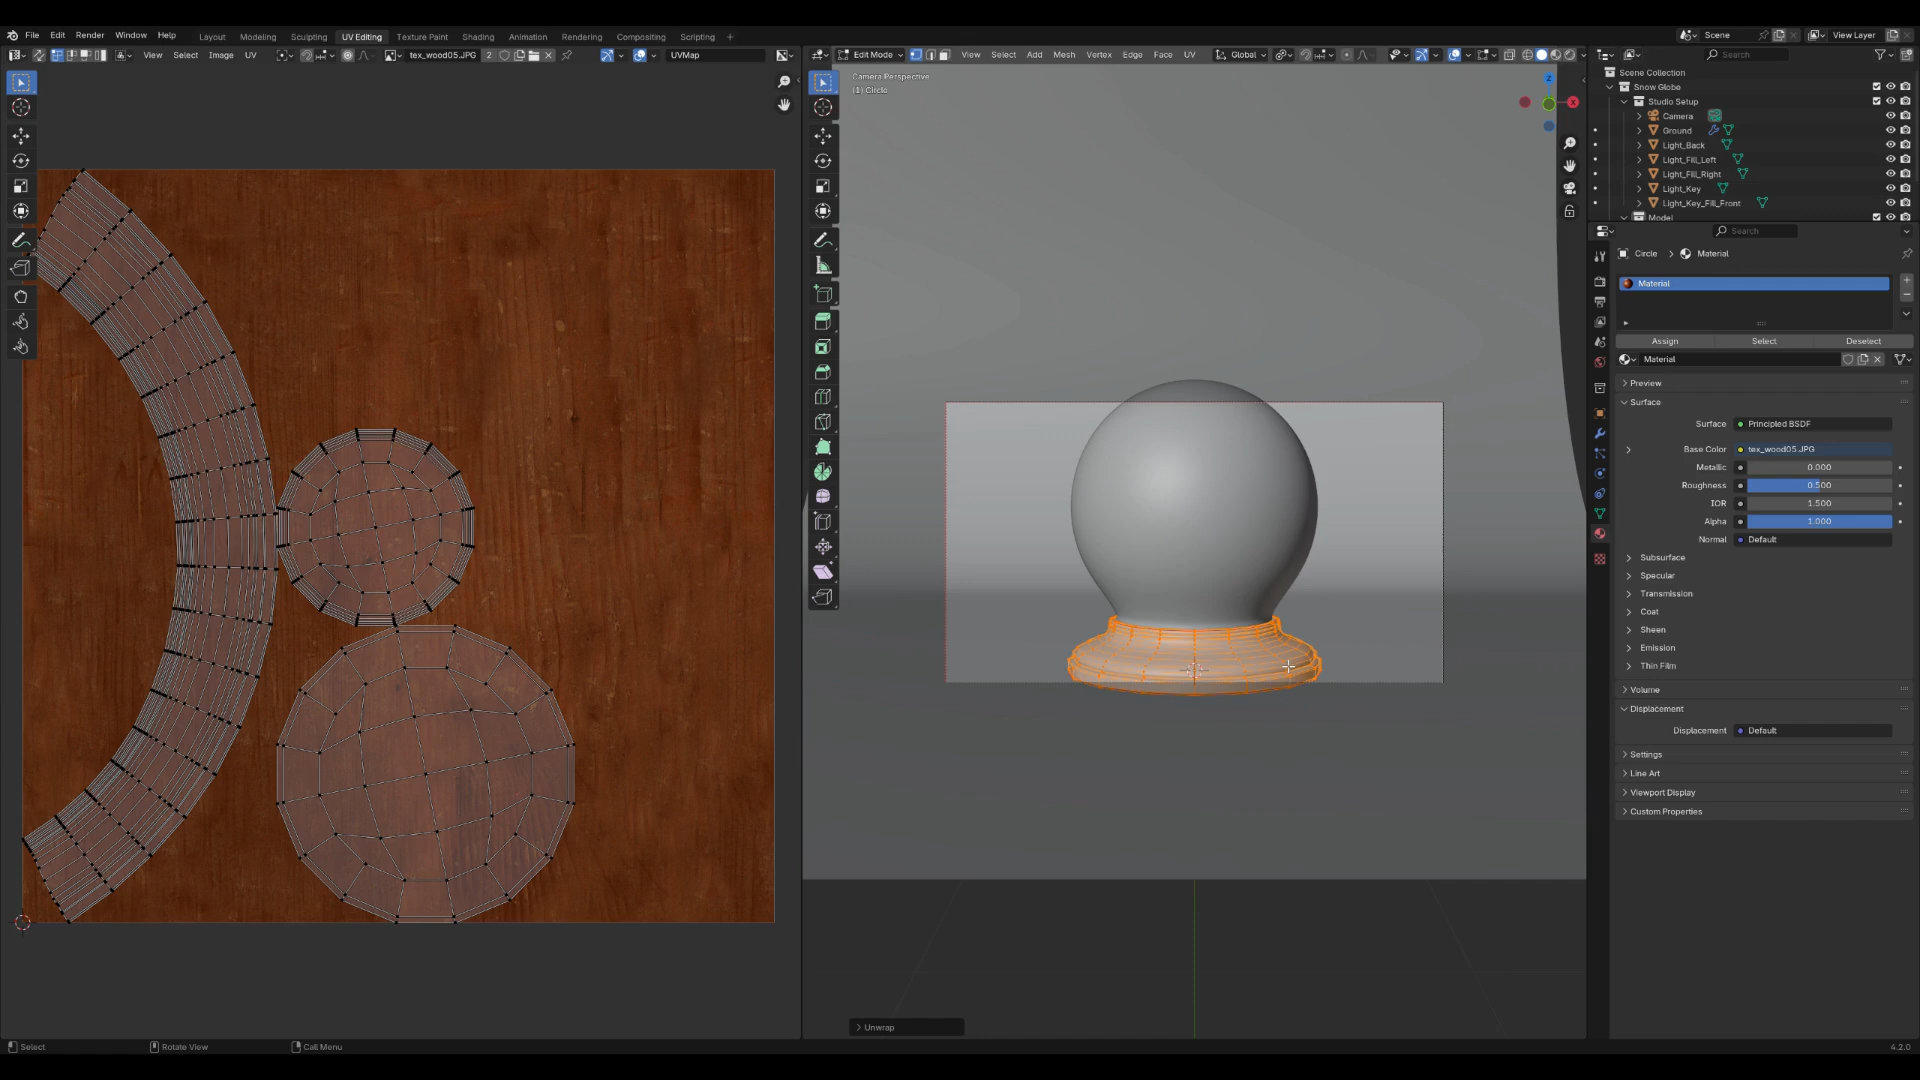 File Edit Render Window Help Layout Modeling Sculpting UV Editing Texture Paint Shading Animation Rendering Compositing Scripting + Scene View Layer
View Select Image UV tex_wood05.JPG 2 UVMap
Edit Mode View Select Add Mesh Vertex Edge Face UV Global
Search
Camera Perspective
(1) Circle
Z
X
Scene Collection
Snow Globe
Studio Setup
Camera
Ground
Light_Back
Light_Fill_Left
Light_Fill_Right
Light_Key
Light_Key_Fill_Front
Model
Search
Circle > Material
Material
Assign Select Deselect
Material
Preview
Surface
Surface Principled BSDF
Base Color tex_wood05.JPG
Metallic 0.000
Roughness 0.500
IOR 1.500
Alpha 1.000
Normal Default
Subsurface
Specular
Transmission
Coat
Sheen
Emission
Thin Film
Volume
Displacement
Displacement Default
Settings
Line Art
Viewport Display
Custom Properties
Unwrap
Select Rotate View Call Menu 4.2.0